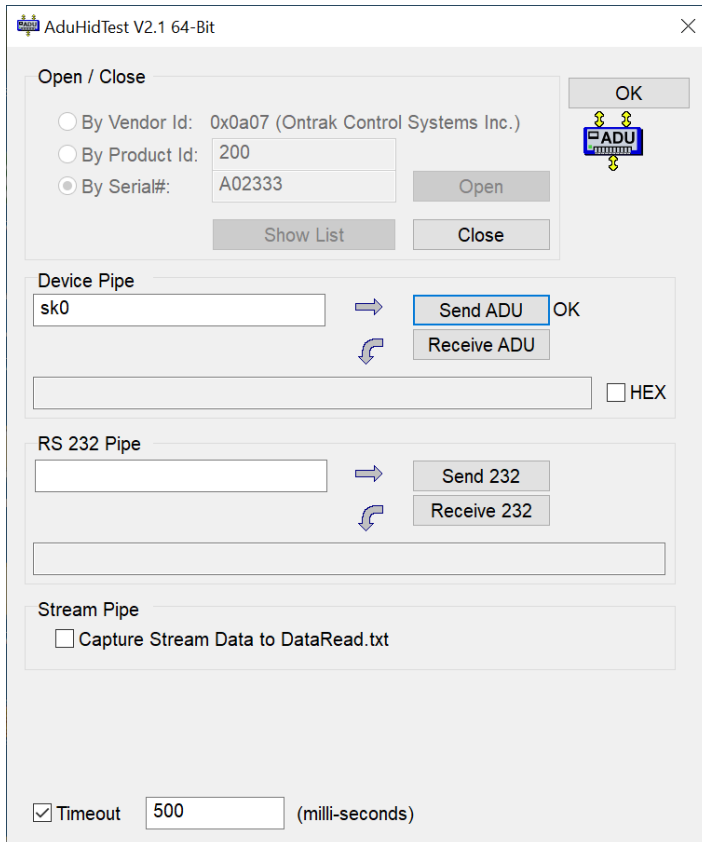 AduHidTest V2.1 64-Bit
Open / Close
OK
By Vendor Id: 0x0a07 (Ontrak Control Systems Inc.)
ADU
By Product Id: 200
By Serial#: A02333 Open
Show List Close
Device Pipe
sk0 Send ADU OK
Receive ADU
HEX
RS 232 Pipe
Send 232
Receive 232
Stream Pipe
Capture Stream Data to DataRead.txt
Timeout 500 (milli-seconds)